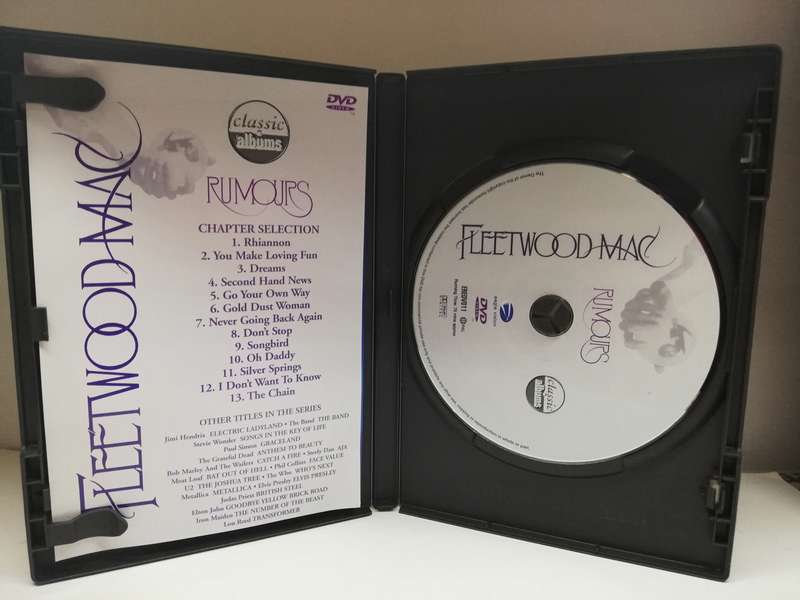 DVD
VIDEO
classic
albums
FLEETWOOD MAC
RUMOURS
CHAPTER SELECTION
1. Rhiannon
2. You Make Loving Fun
3. Dreams
4. Second Hand News
5. Go Your Own Way
6. Gold Dust Woman
7. Never Going Back Again
8. Don't Stop
9. Songbird
10. Oh Daddy
11. Silver Springs
12. I Don't Want To Know
13. The Chain
OTHER TITLES IN THE SERIES
Jimi Hendrix ELECTRIC LADYLAND • The Band THE BAND
Stevie Wonder SONGS IN THE KEY OF LIFE
Paul Simon GRACELAND
The Grateful Dead ANTHEM TO BEAUTY
Bob Marley And The Wailers CATCH A FIRE • Steely Dan AJA
Meat Loaf BAT OUT OF HELL • Phil Collins FACE VALUE
U2 THE JOSHUA TREE • The Who WHO'S NEXT
Metallica METALLICA • Elvis Presley ELVIS PRESLEY
Judas Priest BRITISH STEEL
Elton John GOODBYE YELLOW BRICK ROAD
Iron Maiden THE NUMBER OF THE BEAST
Lou Reed TRANSFORMER
FLEETWOOD MAC
RUMOURS
DVD
classic
albums